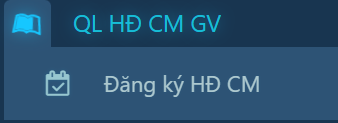 QL HĐ CM GV
Đăng ký HĐ CM